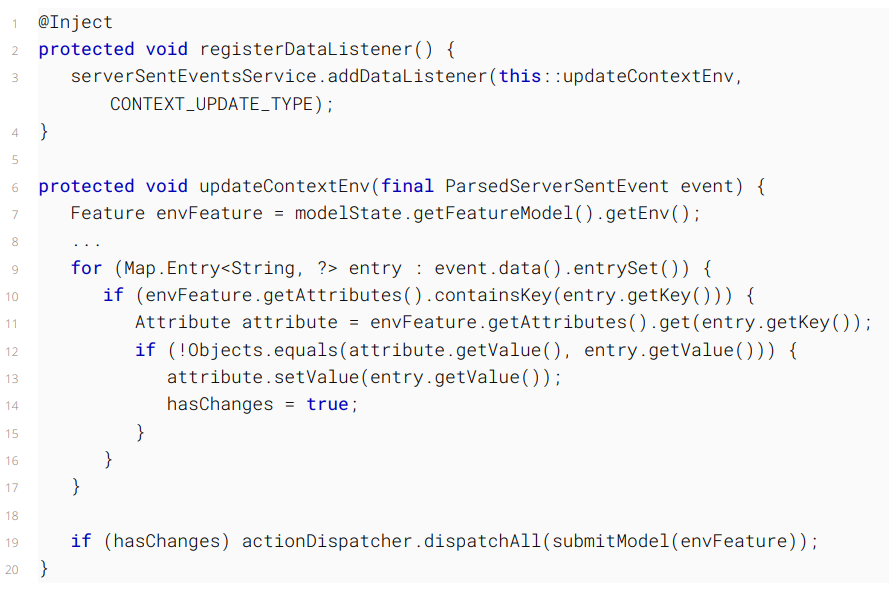 1 @Inject
2 protected void registerDataListener() {
3 serverSentEventsService.addDataListener(this::updateContextEnv,
CONTEXT_UPDATE_TYPE);
4 }
5
6 protected void updateContextEnv(final ParsedServerSentEvent event) {
7 Feature envFeature = modelState.getFeatureModel().getEnv();
8 ...
9 for (Map.Entry<String, ?> entry : event.data().entrySet()) {
10 if (envFeature.getAttributes().containsKey(entry.getKey())) {
11 Attribute attribute = envFeature.getAttributes().get(entry.getKey());
12 if (!Objects.equals(attribute.getValue(), entry.getValue())) {
13 attribute.setValue(entry.getValue());
14 hasChanges = true;
15 }
16 }
17 }
18
19 if (hasChanges) actionDispatcher.dispatchAll(submitModel(envFeature));
20 }